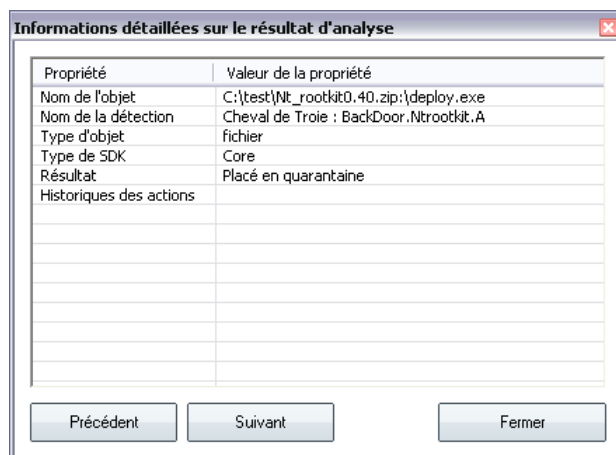 Informations détaillées sur le résultat d'analyse
Propriété Valeur de la propriété
Nom de l'objet C:\test\Nt_rootkit0.40.zip:\deploy.exe
Nom de la détection Cheval de Troie : BackDoor.Ntrootkit.A
Type d'objet fichier
Type de SDK Core
Résultat Placé en quarantaine
Historiques des actions
Précédent Suivant Fermer